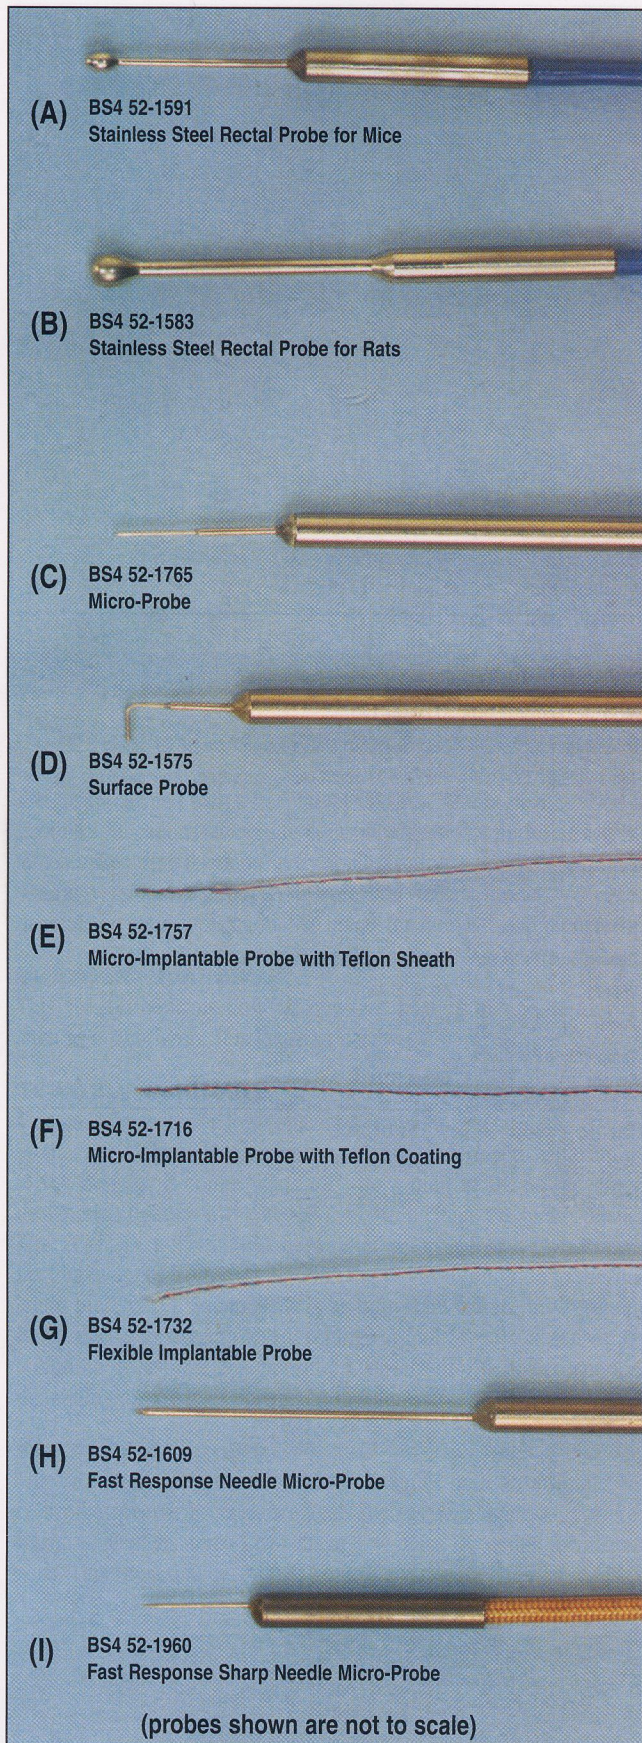 (A) BS4 52-1591
Stainless Steel Rectal Probe for Mice
(B) BS4 52-1583
Stainless Steel Rectal Probe for Rats
(C) BS4 52-1765
Micro-Probe
(D) BS4 52-1575
Surface Probe
(E) BS4 52-1757
Micro-Implantable Probe with Teflon Sheath
(F) BS4 52-1716
Micro-Implantable Probe with Teflon Coating
(G) BS4 52-1732
Flexible Implantable Probe
(H) BS4 52-1609
Fast Response Needle Micro-Probe
(I) BS4 52-1960
Fast Response Sharp Needle Micro-Probe
(probes shown are not to scale)